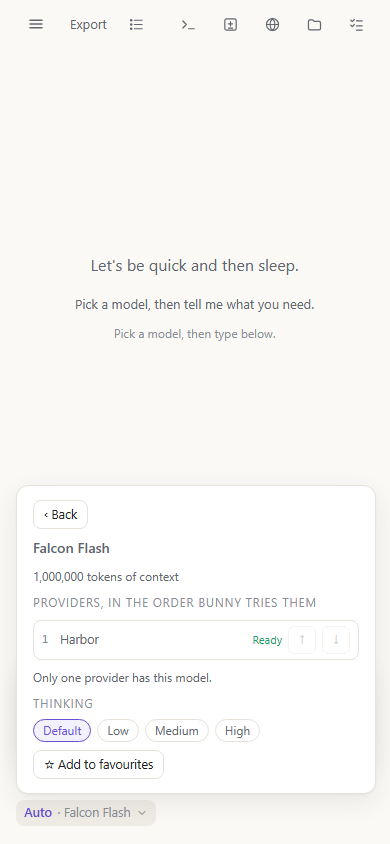 Export
Let's be quick and then sleep.
Pick a model, then tell me what you need.
Pick a model, then type below.
‹ Back
Falcon Flash
1,000,000 tokens of context
PROVIDERS, IN THE ORDER BUNNY TRIES THEM
1 Harbor Ready ↑ ↓
Only one provider has this model.
THINKING
Default Low Medium High
☆ Add to favourites
Auto · Falcon Flash